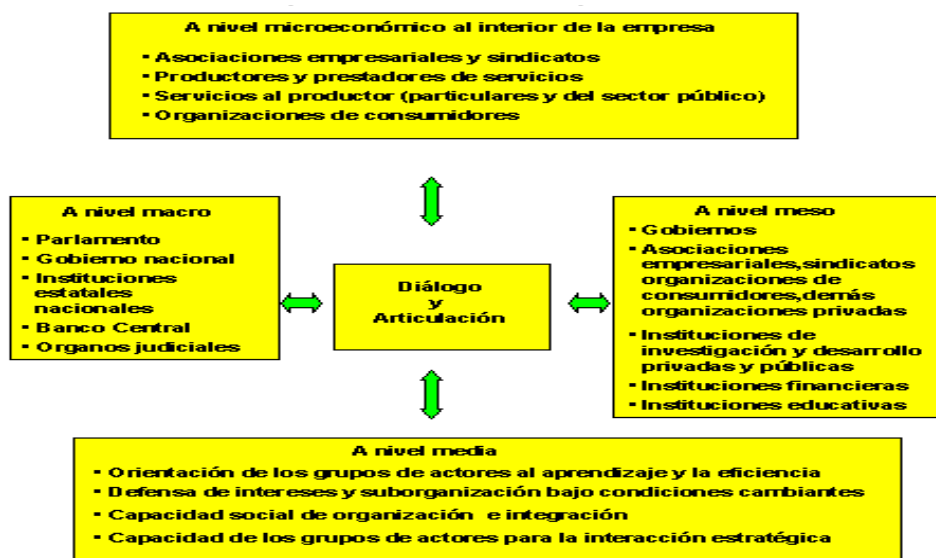 A nivel microeconómico al interior de la empresa
▪ Asociaciones empresariales y sindicatos
▪ Productores y prestadores de servicios
▪ Servicios al productor (particulares y del sector público)
▪ Organizaciones de consumidores
A nivel macro
▪ Parlamento
▪ Gobierno nacional
▪ Instituciones
estatales
nacionales
▪ Banco Central
▪ Organos judiciales
Diálogo
y
Articulación
A nivel meso
▪ Gobiernos
▪ Asociaciones
empresariales,sindicatos
organizaciones de
consumidores,demás
organizaciones privadas
▪ Instituciones de
investigación y desarrollo
privadas y públicas
▪ Instituciones financieras
▪ Instituciones educativas
A nivel media
▪ Orientación de los grupos de actores al aprendizaje y la eficiencia
▪ Defensa de intereses y suborganización bajo condiciones cambiantes
▪ Capacidad social de organización e integración
▪ Capacidad de los grupos de actores para la interacción estratégica